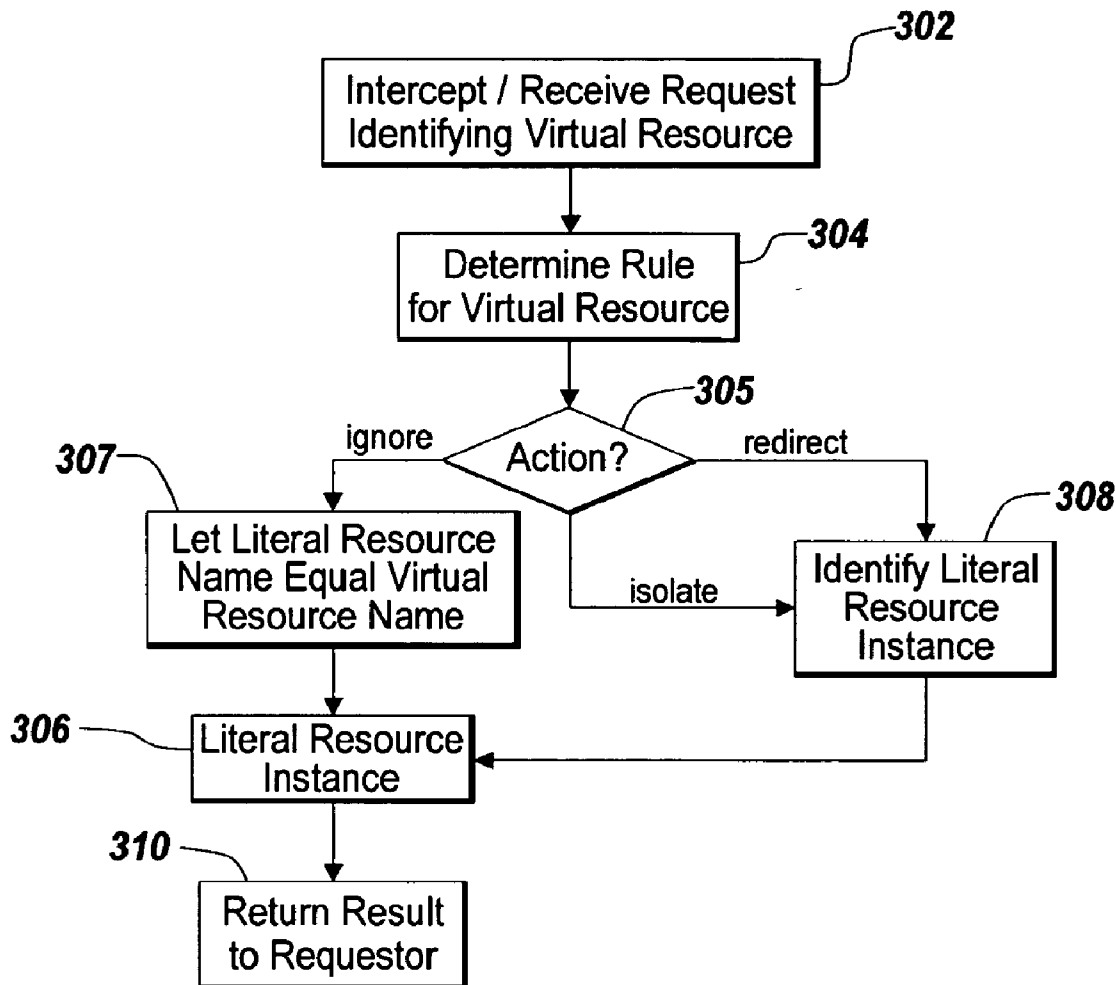 302
Intercept / Receive Request
Identifying Virtual Resource
304
Determine Rule
for Virtual Resource
305
Action?
ignore
redirect
isolate
307
Let Literal Resource
Name Equal Virtual
Resource Name
308
Identify Literal
Resource
Instance
306
Literal Resource
Instance
310
Return Result
to Requestor